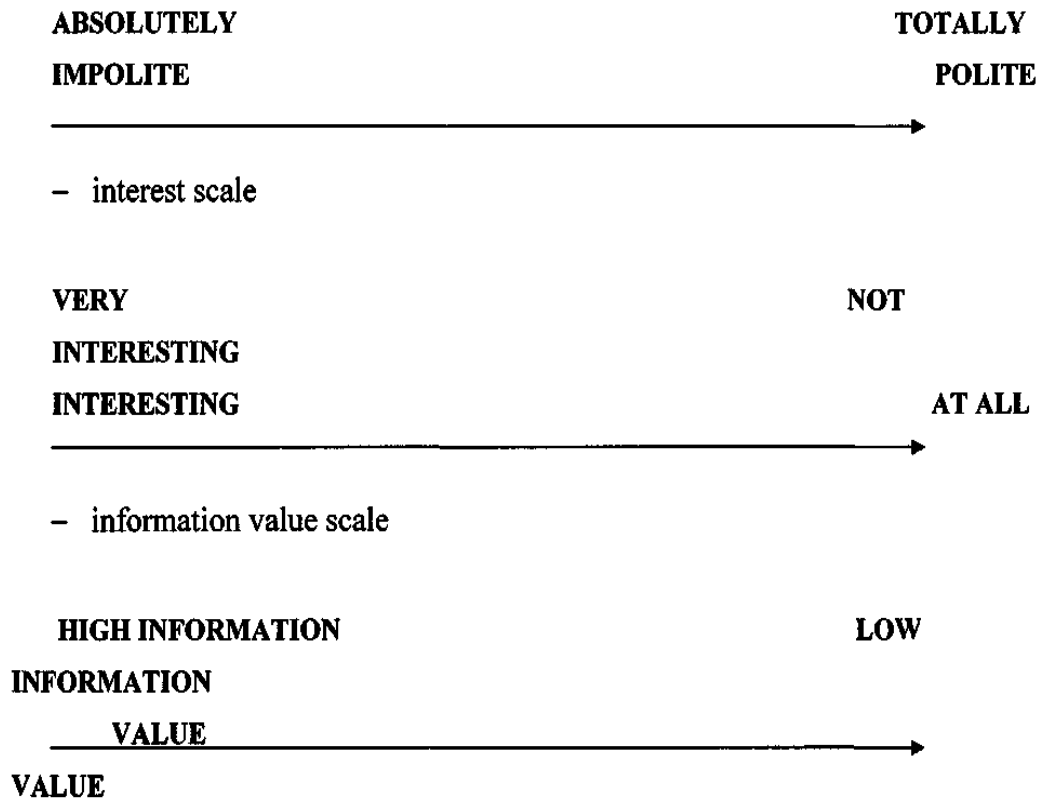 ABSOLUTELY TOTALLY
IMPOLITE POLITE
– interest scale
VERY NOT
INTERESTING
INTERESTING AT ALL
– information value scale
HIGH INFORMATION LOW
INFORMATION
VALUE
VALUE